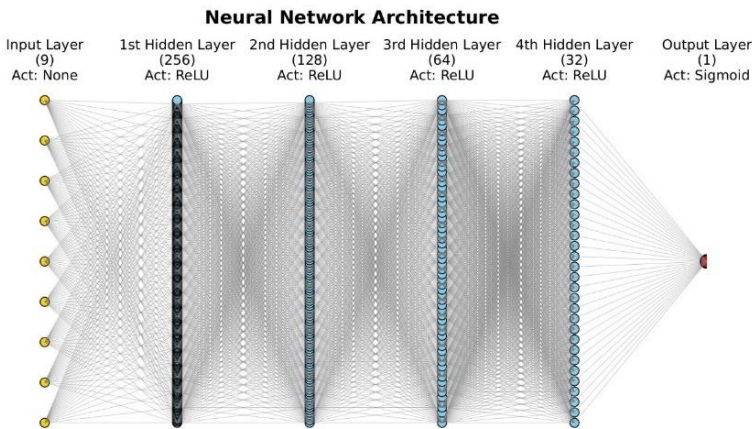 Neural Network Architecture
Input Layer
(9)
Act: None
1st Hidden Layer
(256)
Act: ReLU
2nd Hidden Layer
(128)
Act: ReLU
3rd Hidden Layer
(64)
Act: ReLU
4th Hidden Layer
(32)
Act: ReLU
Output Layer
(1)
Act: Sigmoid